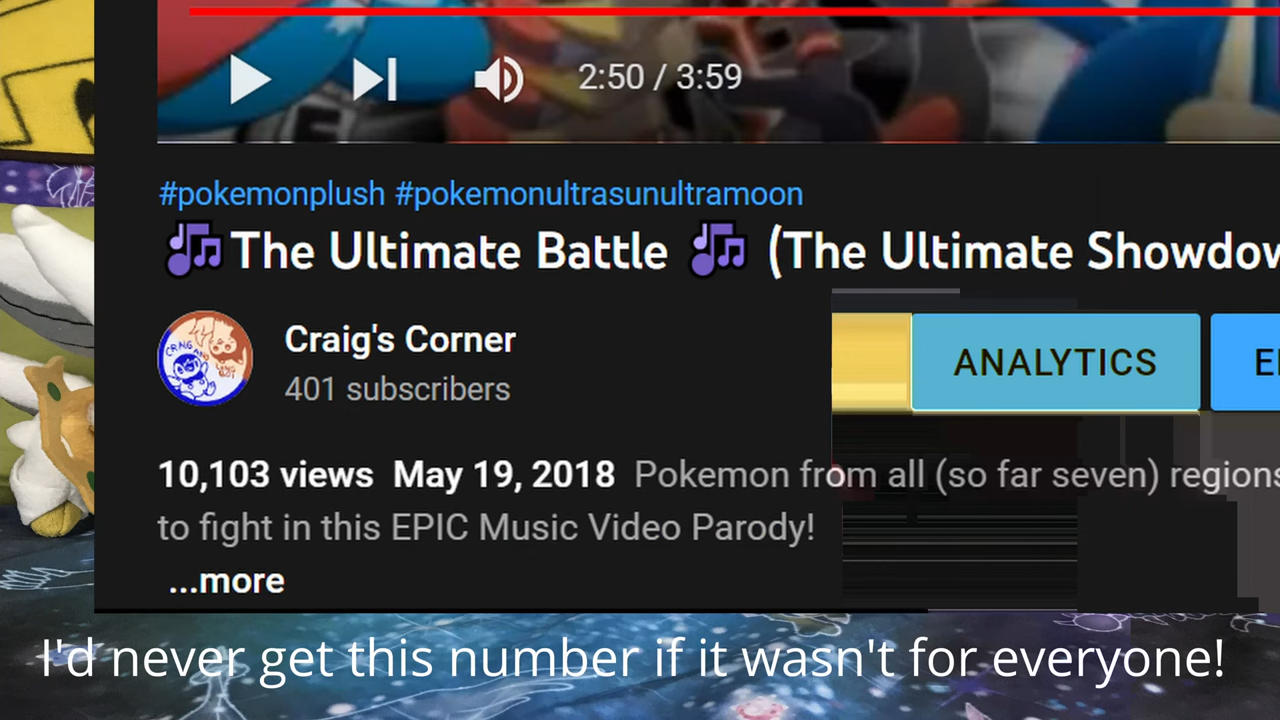 2:50 / 3:59
#pokemonplush #pokemonultrasunultramoon
🎶The Ultimate Battle 🎶 (The Ultimate Showdow
Craig's Corner
401 subscribers
ANALYTICS
10,103 views May 19, 2018 Pokemon from all (so far seven) regions
to fight in this EPIC Music Video Parody!
...more
I'd never get this number if it wasn't for everyone!